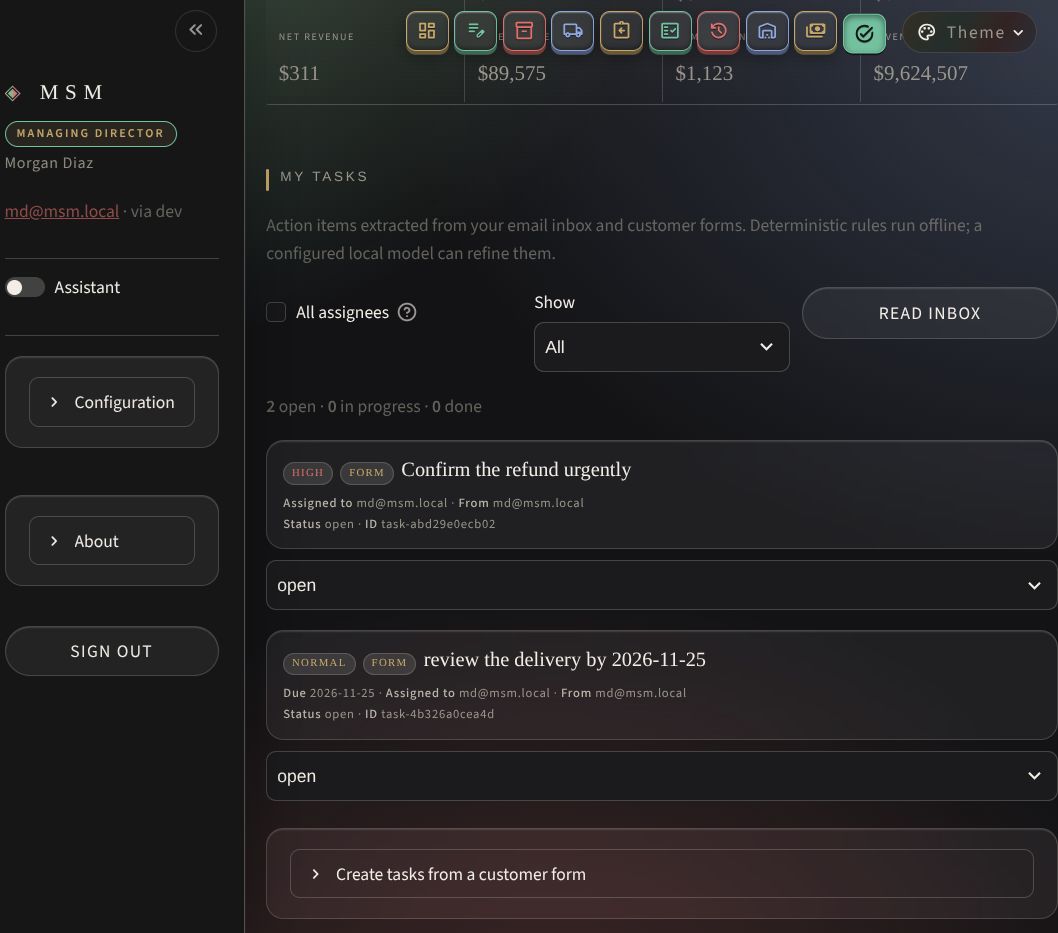 MSM
MANAGING DIRECTOR
Morgan Diaz
md@msm.local · via dev
Assistant
Configuration
About
SIGN OUT
Theme
NET REVENUE
$311
$89,575
$1,123
$9,624,507
MY TASKS
Action items extracted from your email inbox and customer forms. Deterministic rules run offline; a
configured local model can refine them.
All assignees
Show
All
READ INBOX
2 open · 0 in progress · 0 done
HIGH FORM Confirm the refund urgently
Assigned to md@msm.local · From md@msm.local
Status open · ID task-abd29e0ecb02
open
NORMAL FORM review the delivery by 2026-11-25
Due 2026-11-25 · Assigned to md@msm.local · From md@msm.local
Status open · ID task-4b326a0cea4d
open
Create tasks from a customer form